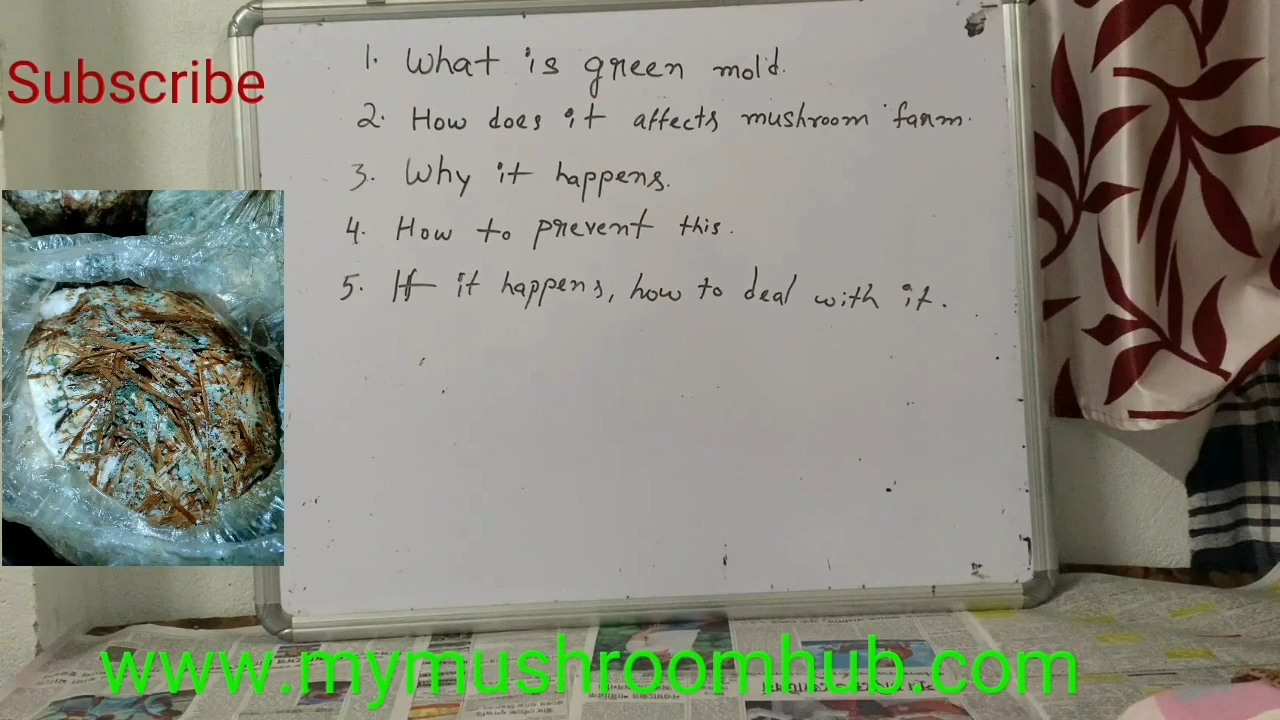 Subscribe
1. What is green mold.
2. How does it affects mushroom farm.
3. Why it happens.
4. How to prevent this.
5. If it happens, how to deal with it.
www.mymushroomhub.com